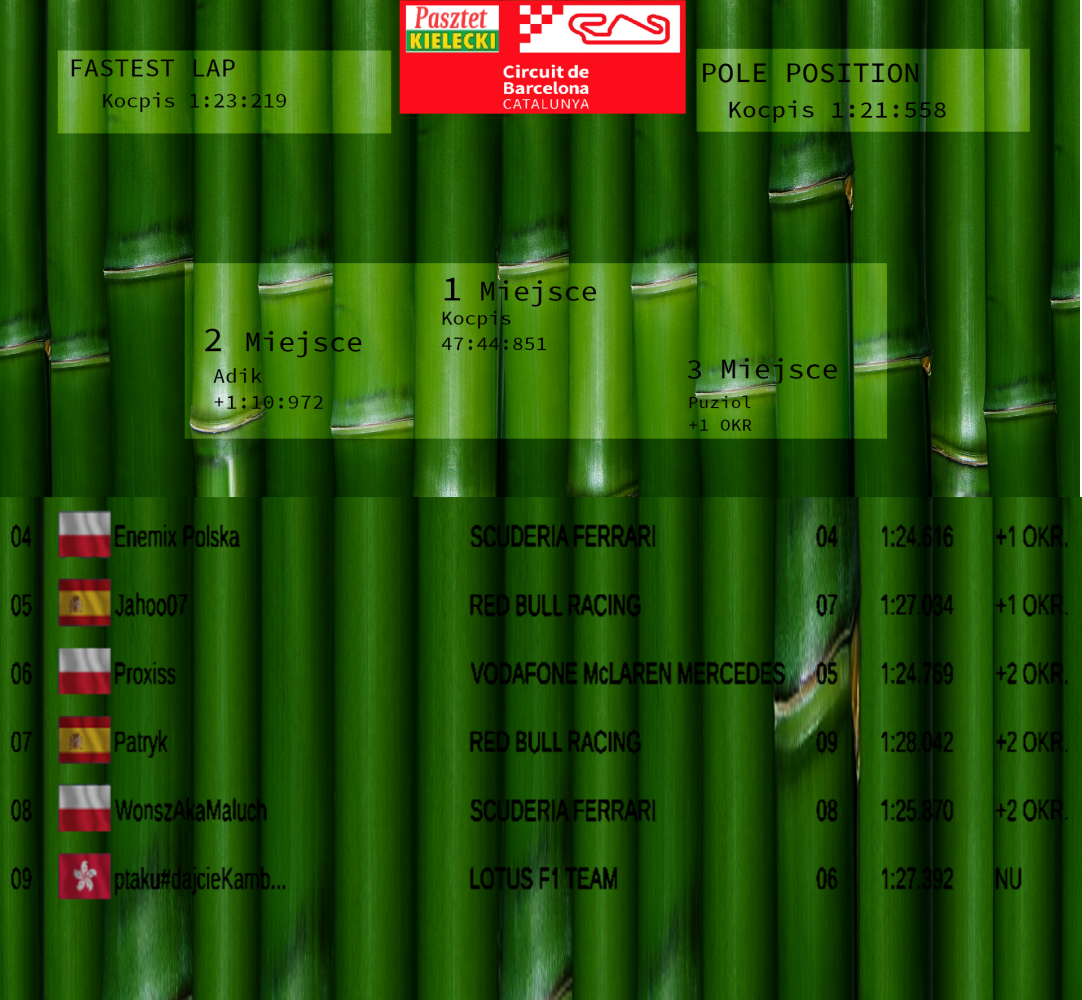 Pasztet
KIELECKI
Circuit de
Barcelona
CATALUNYA
FASTEST LAP
Kocpis 1:23:219
POLE POSITION
Kocpis 1:21:558
1 Miejsce
Kocpis
47:44:851
2 Miejsce
Adik
+1:10:972
3 Miejsce
Puziol
+1 OKR
04 Enemix Polska SCUDERIA FERRARI 04 1:24.616 +1 OKR.
05 Jahoo07 RED BULL RACING 07 1:27.034 +1 OKR.
06 Proxiss VODAFONE McLAREN MERCEDES 05 1:24.769 +2 OKR.
07 Patryk RED BULL RACING 09 1:28.042 +2 OKR.
08 WonszAkaMaluch SCUDERIA FERRARI 08 1:25.870 +2 OKR.
09 ptaku#dajcieKamb... LOTUS F1 TEAM 06 1:27.392 NU